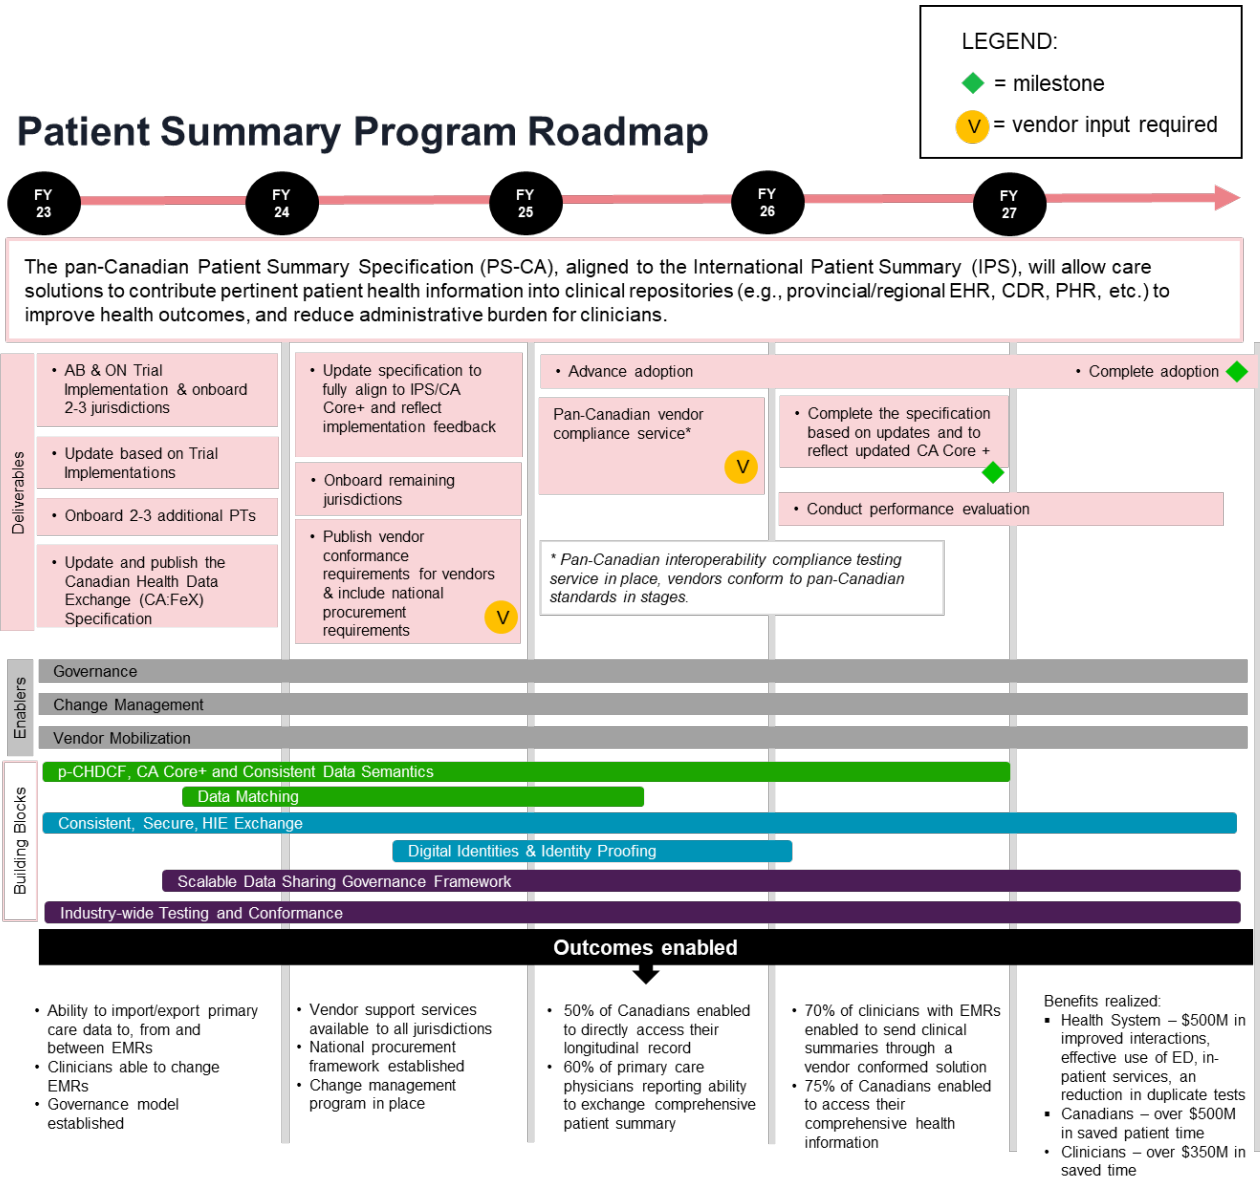 LEGEND:
= milestone
V = vendor input required
Patient Summary Program Roadmap
FY
23
FY
24
FY
25
FY
26
FY
27
The pan-Canadian Patient Summary Specification (PS-CA), aligned to the International Patient Summary (IPS), will allow care
solutions to contribute pertinent patient health information into clinical repositories (e.g., provincial/regional EHR, CDR, PHR, etc.) to
improve health outcomes, and reduce administrative burden for clinicians.
Deliverables
• AB & ON Trial
Implementation & onboard
2-3 jurisdictions
• Update based on Trial
Implementations
• Onboard 2-3 additional PTs
• Update and publish the
Canadian Health Data
Exchange (CA:FeX)
Specification
• Update specification to
fully align to IPS/CA
Core+ and reflect
implementation feedback
• Onboard remaining
jurisdictions
• Publish vendor
conformance
requirements for vendors
& include national
procurement
requirements
V
• Advance adoption
• Complete adoption
Pan-Canadian vendor
compliance service*
V
• Complete the specification
based on updates and to
reflect updated CA Core +
• Conduct performance evaluation
* Pan-Canadian interoperability compliance testing
service in place, vendors conform to pan-Canadian
standards in stages.
Enablers
Governance
Change Management
Vendor Mobilization
Building Blocks
p-CHDCF, CA Core+ and Consistent Data Semantics
Data Matching
Consistent, Secure, HIE Exchange
Digital Identities & Identity Proofing
Scalable Data Sharing Governance Framework
Industry-wide Testing and Conformance
Outcomes enabled
• Ability to import/export primary
care data to, from and
between EMRs
• Clinicians able to change
EMRs
• Governance model
established
• Vendor support services
available to all jurisdictions
• National procurement
framework established
• Change management
program in place
• 50% of Canadians enabled
to directly access their
longitudinal record
• 60% of primary care
physicians reporting ability
to exchange comprehensive
patient summary
• 70% of clinicians with EMRs
enabled to send clinical
summaries through a
vendor conformed solution
• 75% of Canadians enabled
to access their
comprehensive health
information
Benefits realized:
▪ Health System – $500M in
improved interactions,
effective use of ED, in-
patient services, an
reduction in duplicate tests
▪ Canadians – over $500M
in saved patient time
• Clinicians – over $350M in
saved time